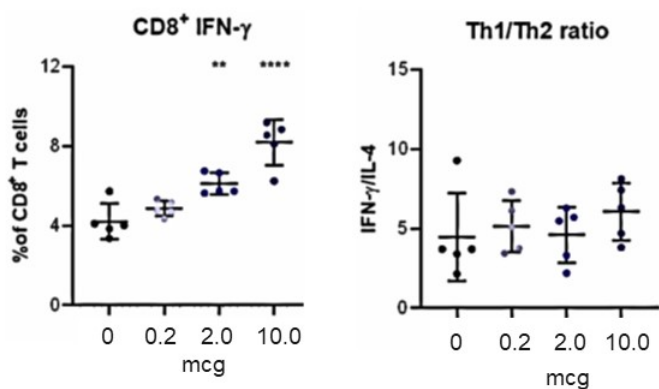 CD8⁺ IFN-γ
** ****
%of CD8⁺ T cells
12
8
4
0
0 0.2 2.0 10.0
mcg
Th1/Th2 ratio
IFN-γ/IL-4
15
10
5
0
0 0.2 2.0 10.0
mcg